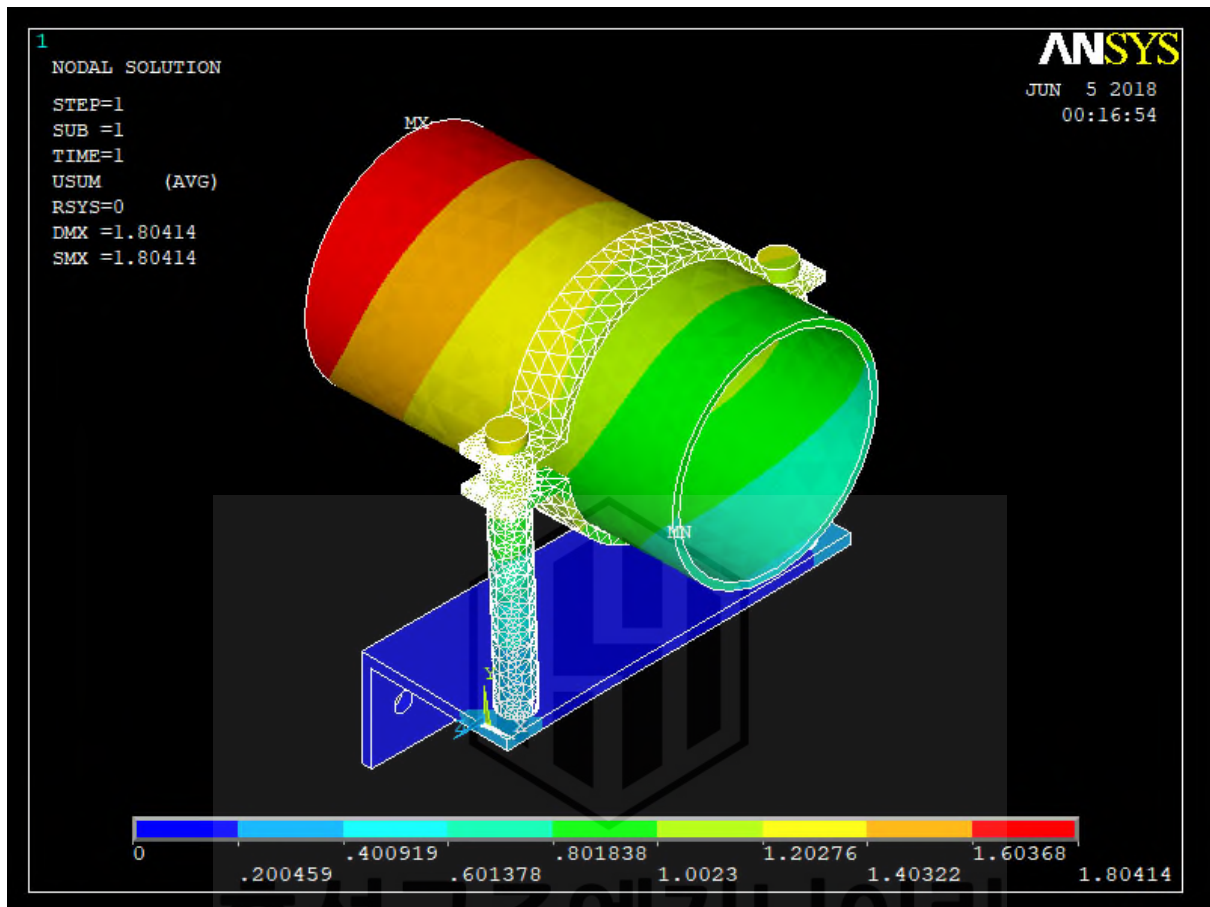 1
ANSYS
NODAL SOLUTION
JUN  5 2018
00:16:54
STEP=1
SUB =1
TIME=1
USUM     (AVG)
RSYS=0
DMX =1.80414
SMX =1.80414
MX
MN
Y
X
Z
0 .400919 .801838 1.20276 1.60368
.200459 .601378 1.0023 1.40322 1.80414